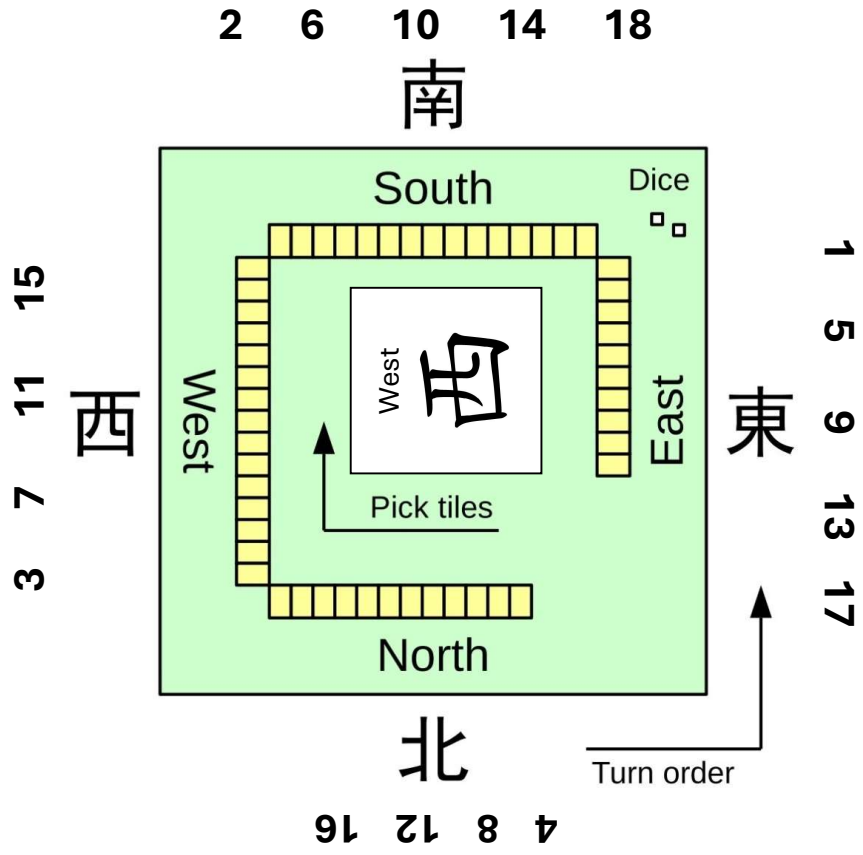 2 6 10 14 18
南
South
Dice
1
5
9
13
17
15
11
7
3
西
West
West
西
East
東
Pick tiles
North
北
Turn order
16 12 8 4